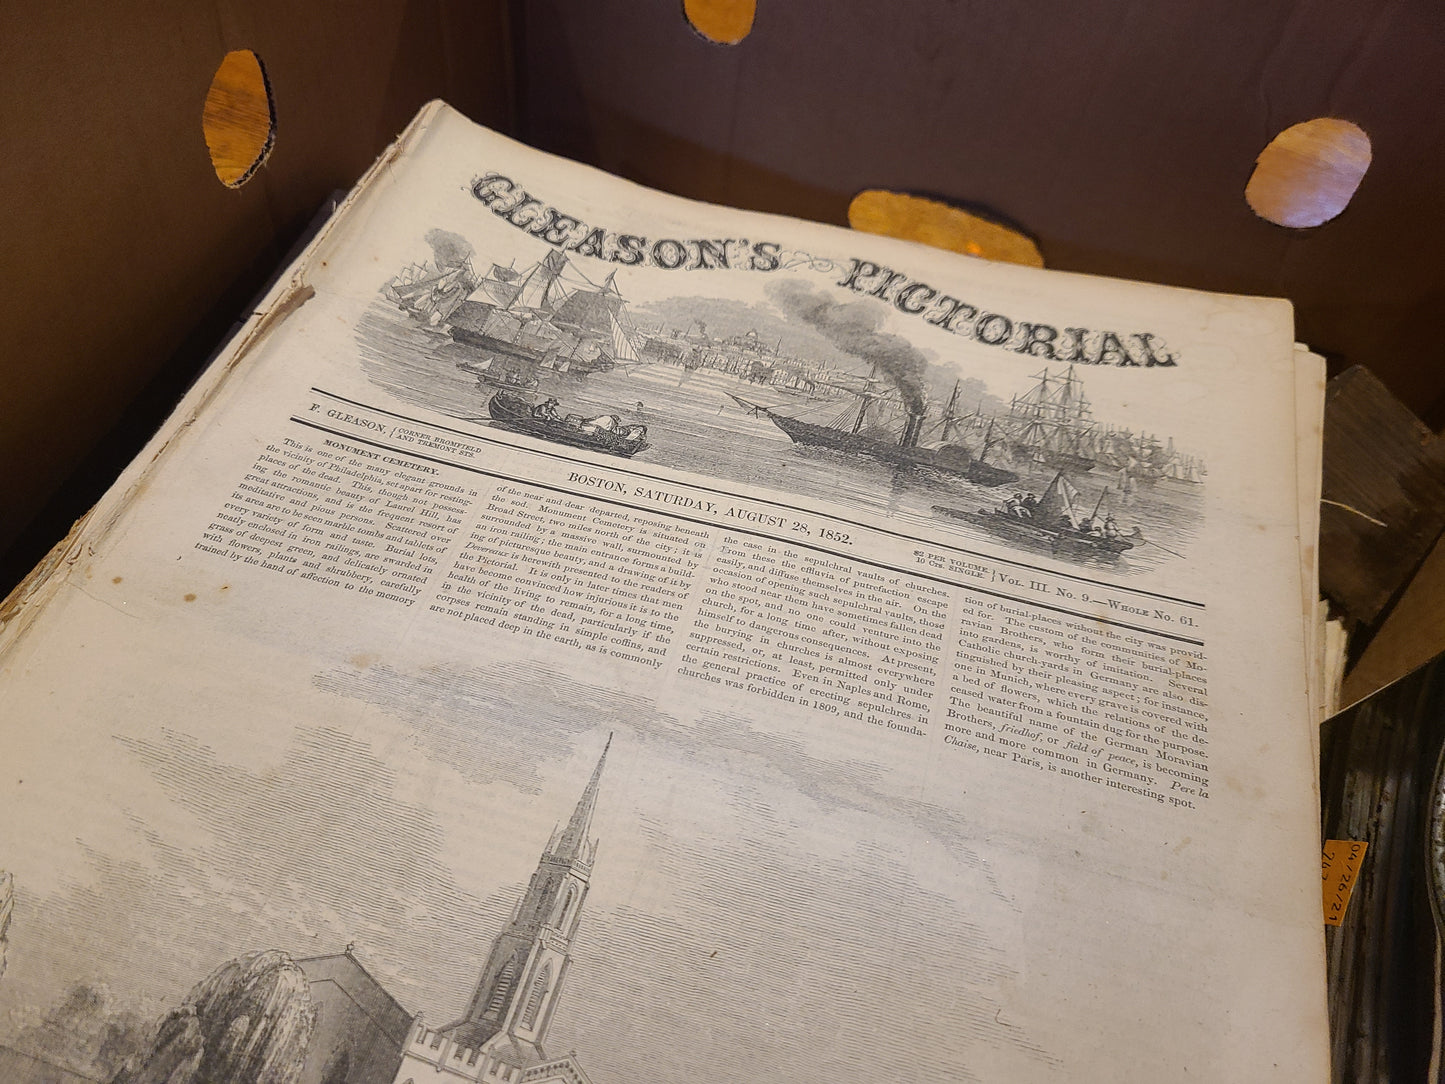 GLEASON'S PICTORIAL
F. GLEASON, { CORNER BROMFIELD
AND TREMONT STS.
BOSTON, SATURDAY, AUGUST 28, 1852.
$2 PER VOLUME.
10 CTS. SINGLE. } VOL. III. No. 9.—WHOLE No. 61.
MONUMENT CEMETERY.
This is one of the many elegant grounds in
the vicinity of Philadelphia, set apart for resting-
places of the dead. This, though not possess-
ing the romantic beauty of Laurel Hill, has
great attractions, and is the frequent resort of
meditative and pious persons. Scattered over
its area are to be seen marble tombs and tablets of
every variety of form and taste. Burial lots
neatly enclosed in iron railings, are swarded in
grass of deepest green, and delicately ornated
with flowers, plants and shrubbery, carefully
trained by the hand of affection to the memory
of the near and dear departed, reposing beneath
the sod. Monument Cemetery is situated on
Broad Street, two miles north of the city; it is
surrounded by a massive wall, surmounted by
an iron railing; the main entrance forms a build-
ing of picturesque beauty, and a drawing of it by
Devereaux is herewith presented to the readers of
the Pictorial. It is only in later times that men
have become convinced how injurious it is to the
health of the living to remain, for a long time,
in the vicinity of the dead, particularly if the
corpses remain standing in simple coffins, and
are not placed deep in the earth, as is commonly
the case in the sepulchral vaults of churches.
From these the effluvia of putrefaction escape
easily, and diffuse themselves in the air. On the
occasion of opening such sepulchral vaults, those
who stood near them have sometimes fallen dead
on the spot, and no one could venture into the
church, for a long time after, without exposing
himself to dangerous consequences. At present,
the burying in churches is almost everywhere
suppressed, or, at least, permitted only under
certain restrictions. Even in Naples and Rome,
the general practice of erecting sepulchres in
churches was forbidden in 1809, and the founda-
tion of burial-places without the city was provid-
ed for. The custom of the communities of Mo-
ravian Brothers, who form their burial-places
into gardens, is worthy of imitation. Several
Catholic church-yards in Germany are also dis-
tinguished by their pleasing aspect; for instance,
one in Munich, where every grave is covered with
a bed of flowers, which the relations of the de-
ceased water from a fountain dug for the purpose.
The beautiful name of the German Moravian
Brothers, friedhof, or field of peace, is becoming
more and more common in Germany. Pere la
Chaise, near Paris, is another interesting spot.
04/26/21